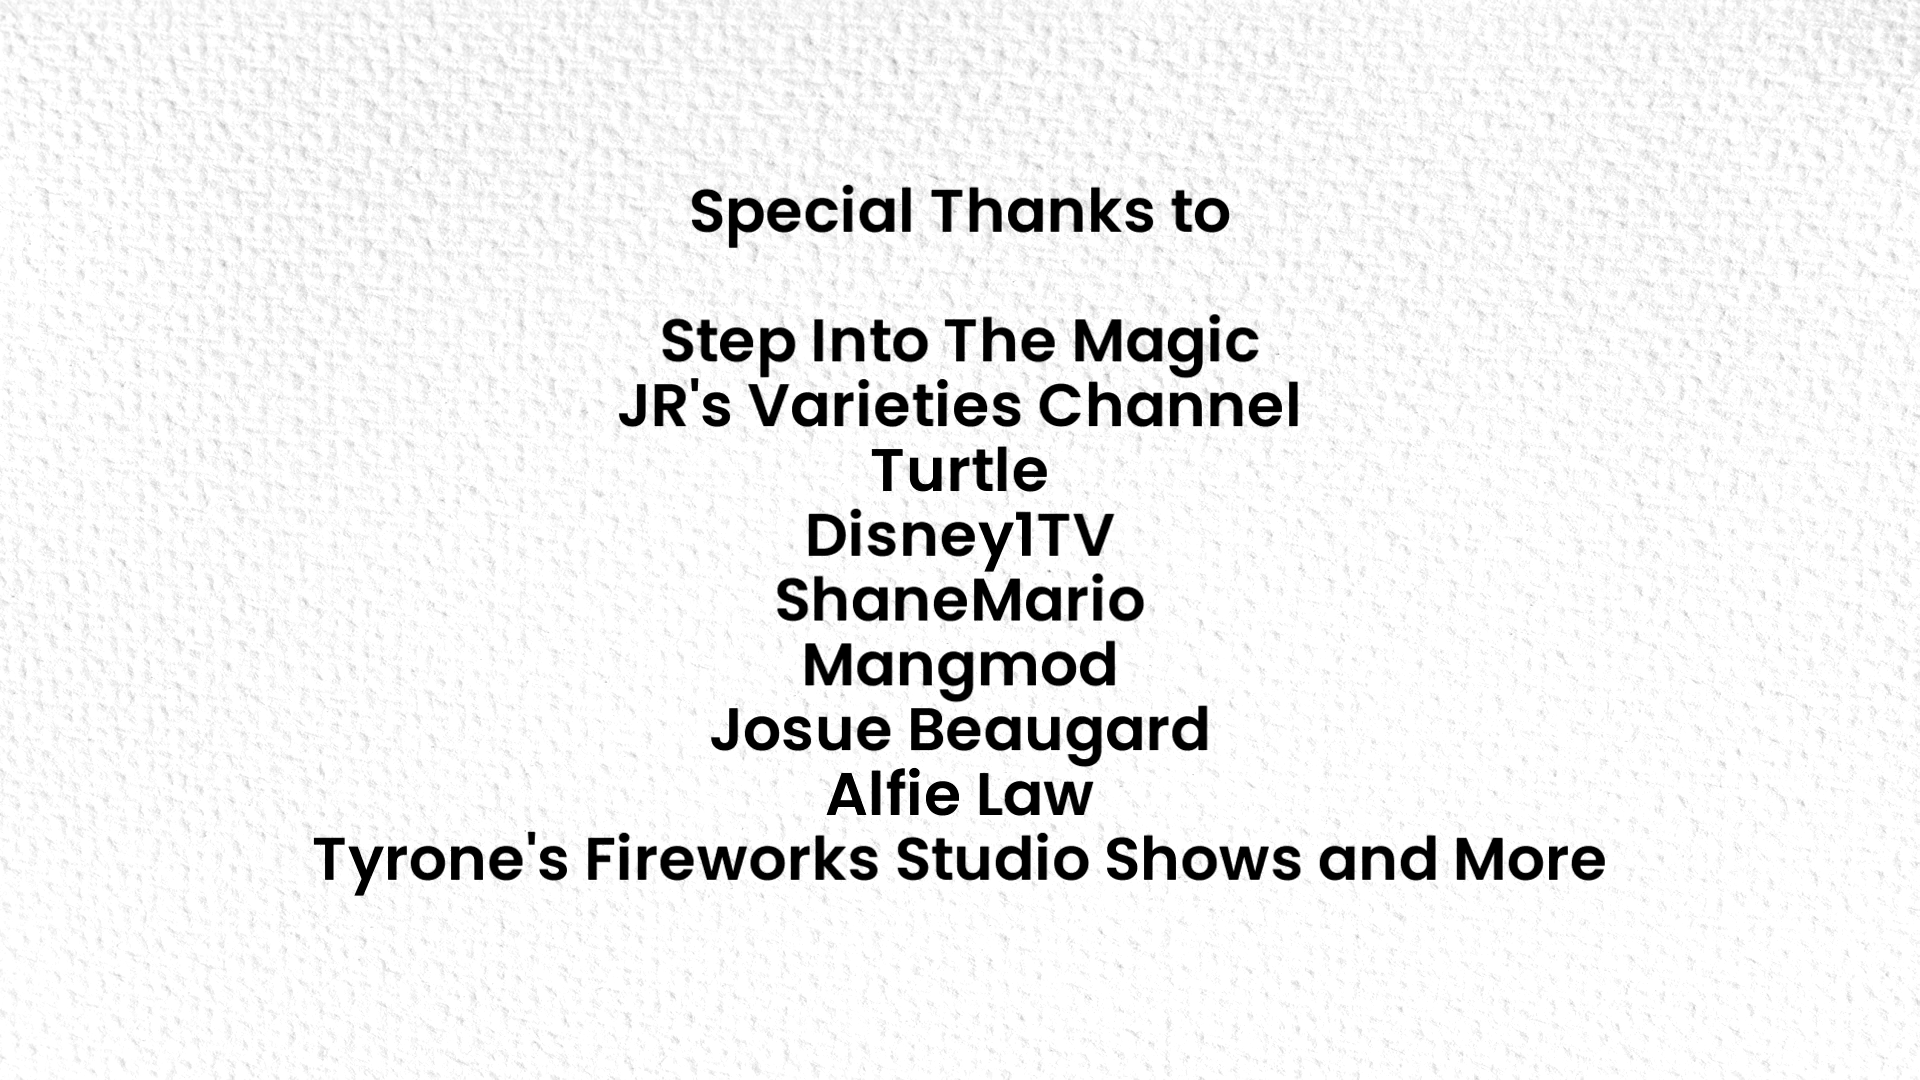 Special Thanks to
Step Into The Magic
JR's Varieties Channel
Turtle
Disney1TV
ShaneMario
Mangmod
Josue Beaugard
Alfie Law
Tyrone's Fireworks Studio Shows and More